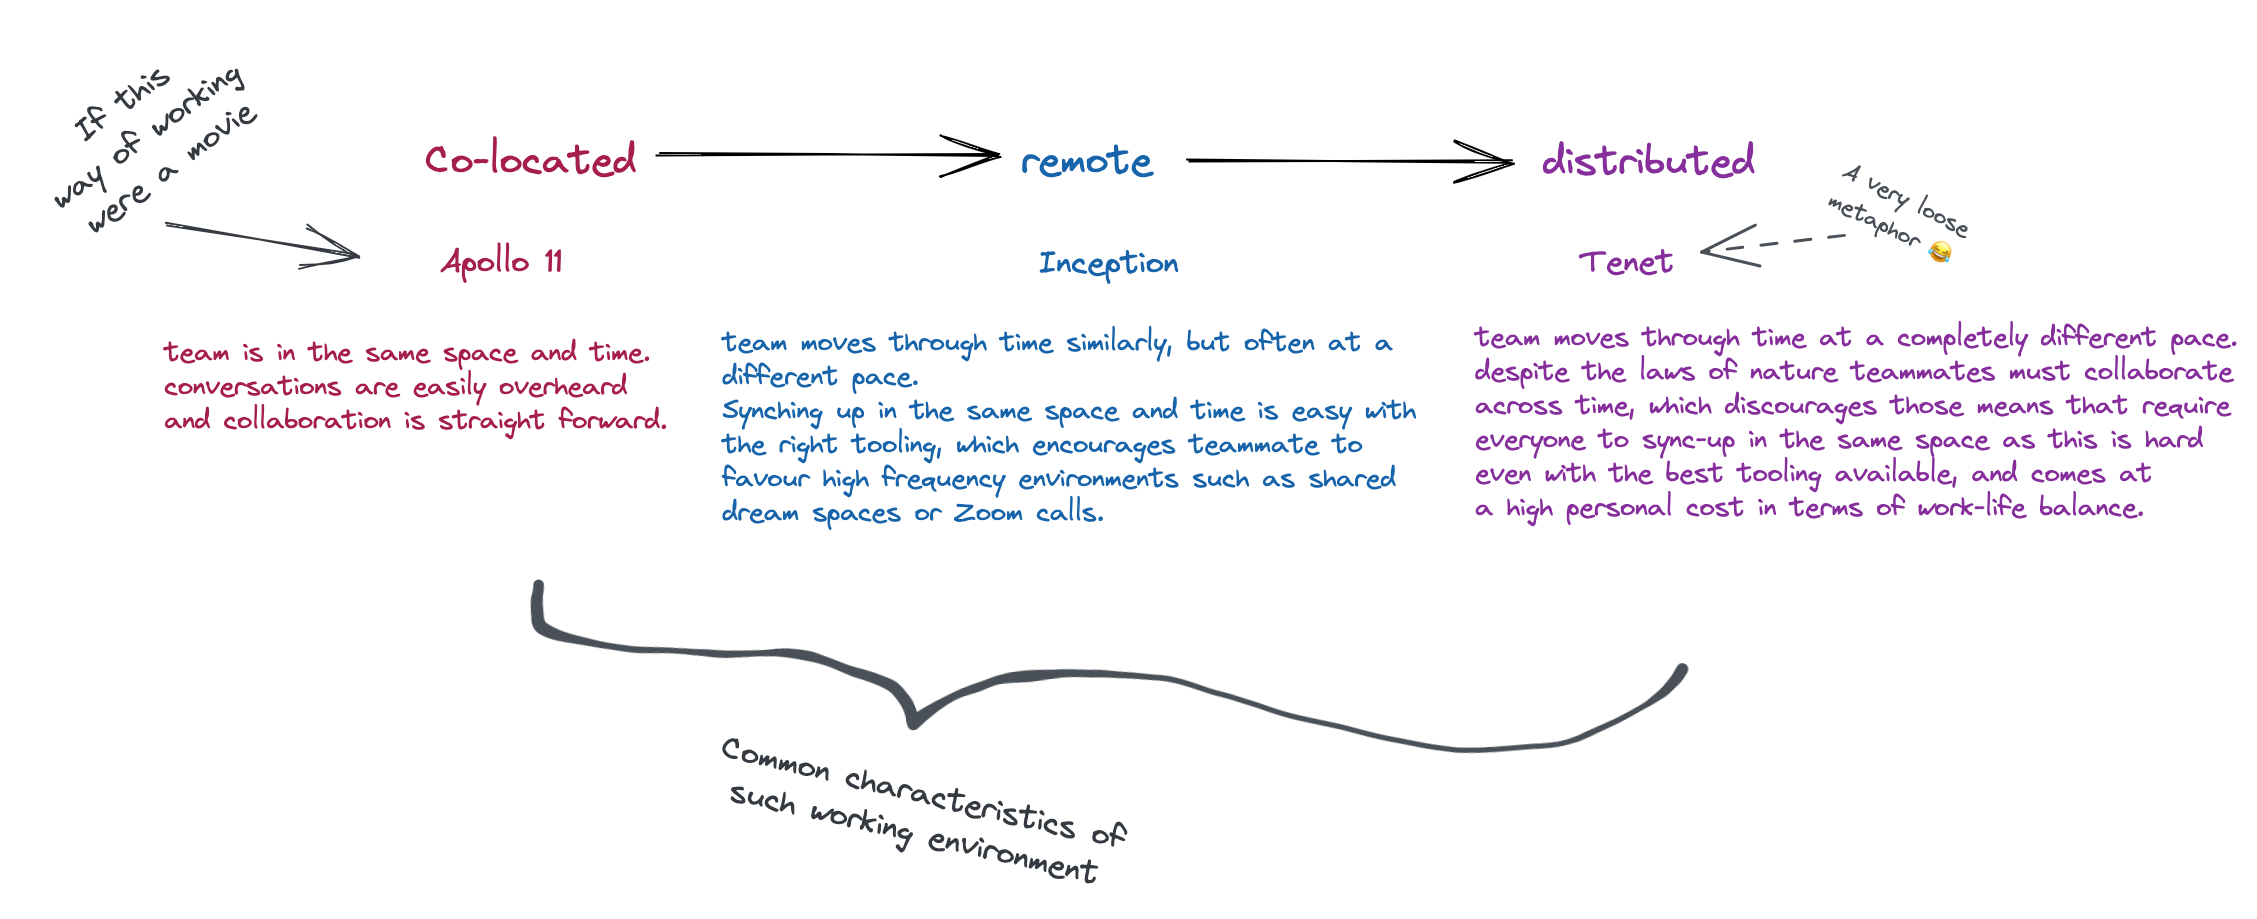 If this
way of working
were a movie
Co-located
remote
distributed
A very loose
metaphor 😂
Apollo 11
Inception
Tenet
team is in the same space and time.
conversations are easily overheard
and collaboration is straight forward.
team moves through time similarly, but often at a
different pace.
Synching up in the same space and time is easy with
the right tooling, which encourages teammate to
favour high frequency environments such as shared
dream spaces or Zoom calls.
team moves through time at a completely different pace.
despite the laws of nature teammates must collaborate
across time, which discourages those means that require
everyone to sync-up in the same space as this is hard
even with the best tooling available, and comes at
a high personal cost in terms of work-life balance.
Common characteristics of
such working environment